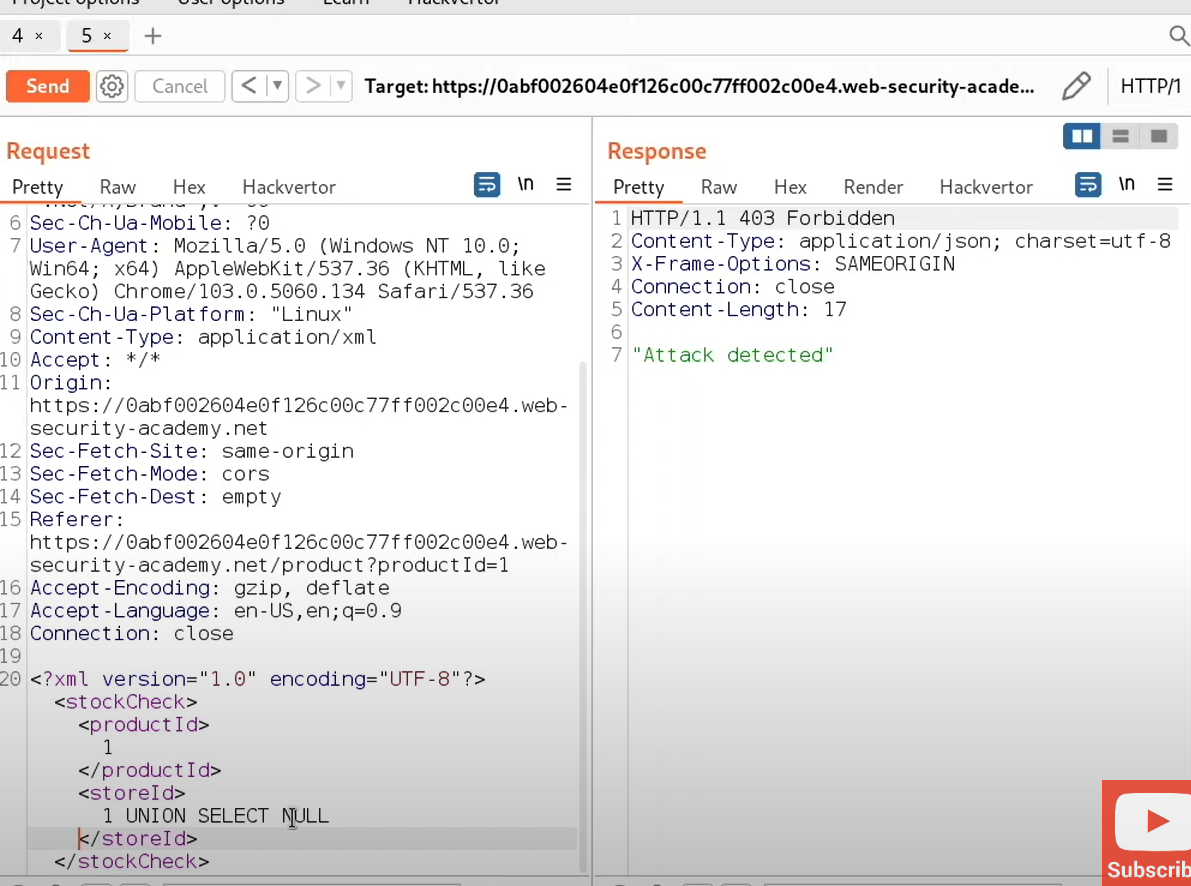 Project options User options Learn Hackvertor
4 × 5 × +
Send Cancel < > Target: https://0abf002604e0f126c00c77ff002c00e4.web-security-acade... HTTP/1
Request
Pretty Raw Hex Hackvertor \n
6 Sec-Ch-Ua-Mobile: ?0
7 User-Agent: Mozilla/5.0 (Windows NT 10.0;
Win64; x64) AppleWebKit/537.36 (KHTML, like
Gecko) Chrome/103.0.5060.134 Safari/537.36
8 Sec-Ch-Ua-Platform: "Linux"
9 Content-Type: application/xml
10 Accept: */*
11 Origin:
https://0abf002604e0f126c00c77ff002c00e4.web-
security-academy.net
12 Sec-Fetch-Site: same-origin
13 Sec-Fetch-Mode: cors
14 Sec-Fetch-Dest: empty
15 Referer:
https://0abf002604e0f126c00c77ff002c00e4.web-
security-academy.net/product?productId=1
16 Accept-Encoding: gzip, deflate
17 Accept-Language: en-US,en;q=0.9
18 Connection: close
19
20 <?xml version="1.0" encoding="UTF-8"?>
<stockCheck>
<productId>
1
</productId>
<storeId>
1 UNION SELECT NULL
</storeId>
</stockCheck>
Response
Pretty Raw Hex Render Hackvertor \n
1 HTTP/1.1 403 Forbidden
2 Content-Type: application/json; charset=utf-8
3 X-Frame-Options: SAMEORIGIN
4 Connection: close
5 Content-Length: 17
6
7 "Attack detected"
Subscrib